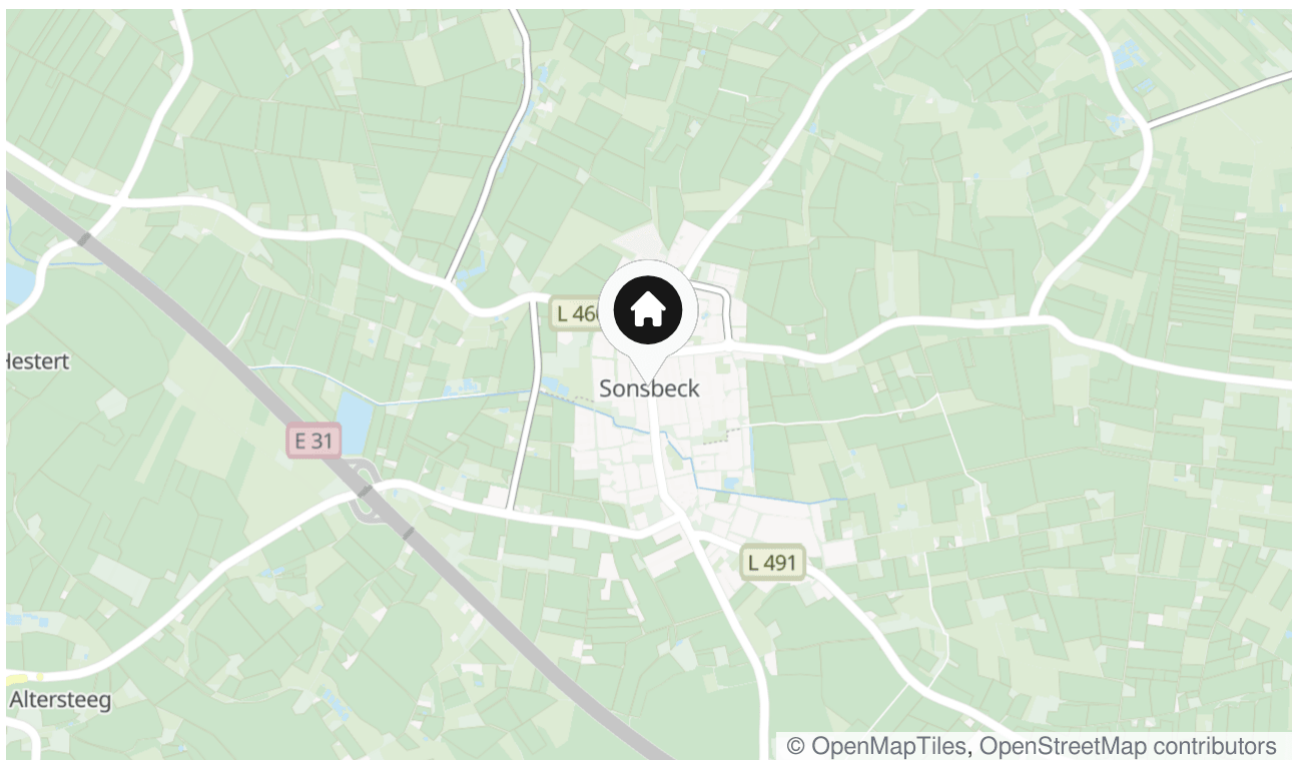 L 46
Hestert
Sonsbeck
E 31
L 491
Altersteeg
© OpenMapTiles, OpenStreetMap contributors